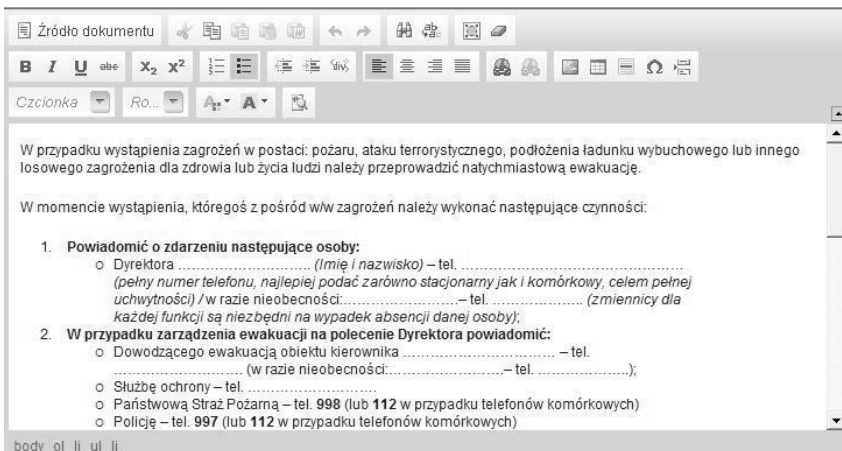 Źródło dokumentu
B I U abc X₂ X²
Czcionka Ro... A A
W przypadku wystąpienia zagrożeń w postaci: pożaru, ataku terrorystycznego, podłożenia ładunku wybuchowego lub innego
losowego zagrożenia dla zdrowia lub życia ludzi należy przeprowadzić natychmiastową ewakuację.
W momencie wystąpienia, któregoś z pośród w/w zagrożeń należy wykonać następujące czynności:
1. Powiadomić o zdarzeniu następujące osoby:
o Dyrektora .............................. (Imię i nazwisko) – tel. ..................................................
(pełny numer telefonu, najlepiej podać zarówno stacjonarny jak i komórkowy, celem pełnej
uchwytności) / w razie nieobecności:..........................– tel. .................... (zmiennicy dla
każdej funkcji są niezbędni na wypadek absencji danej osoby);
2. W przypadku zarządzenia ewakuacji na polecenie Dyrektora powiadomić:
o Dowodzącego ewakuacją obiektu kierownika .................................. – tel.
............................. (w razie nieobecności:..........................– tel. ....................);
o Służbę ochrony – tel. .............................
o Państwową Straż Pożarną – tel. 998 (lub 112 w przypadku telefonów komórkowych)
o Policję – tel. 997 (lub 112 w przypadku telefonów komórkowych)
body ol li ul li